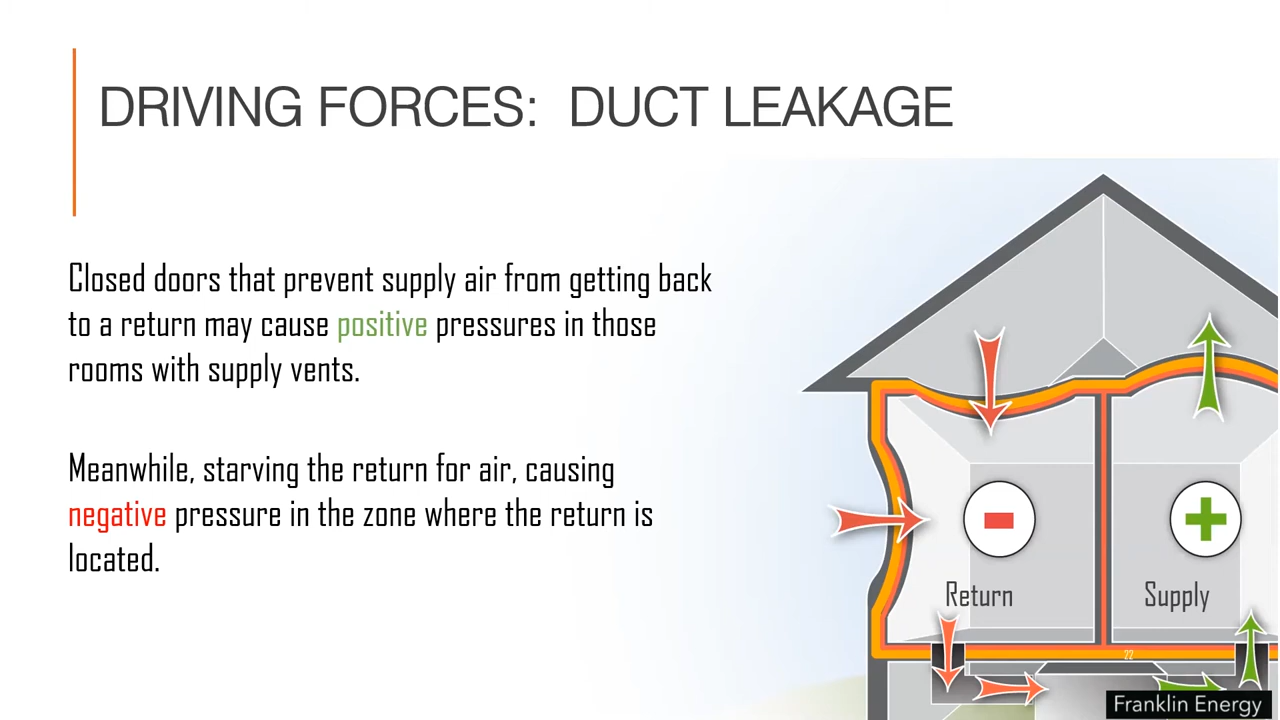 DRIVING FORCES:  DUCT LEAKAGE
Closed doors that prevent supply air from getting back
to a return may cause positive pressures in those
rooms with supply vents.
Meanwhile, starving the return for air, causing
negative pressure in the zone where the return is
located.
Return
Supply
22
Franklin Energy